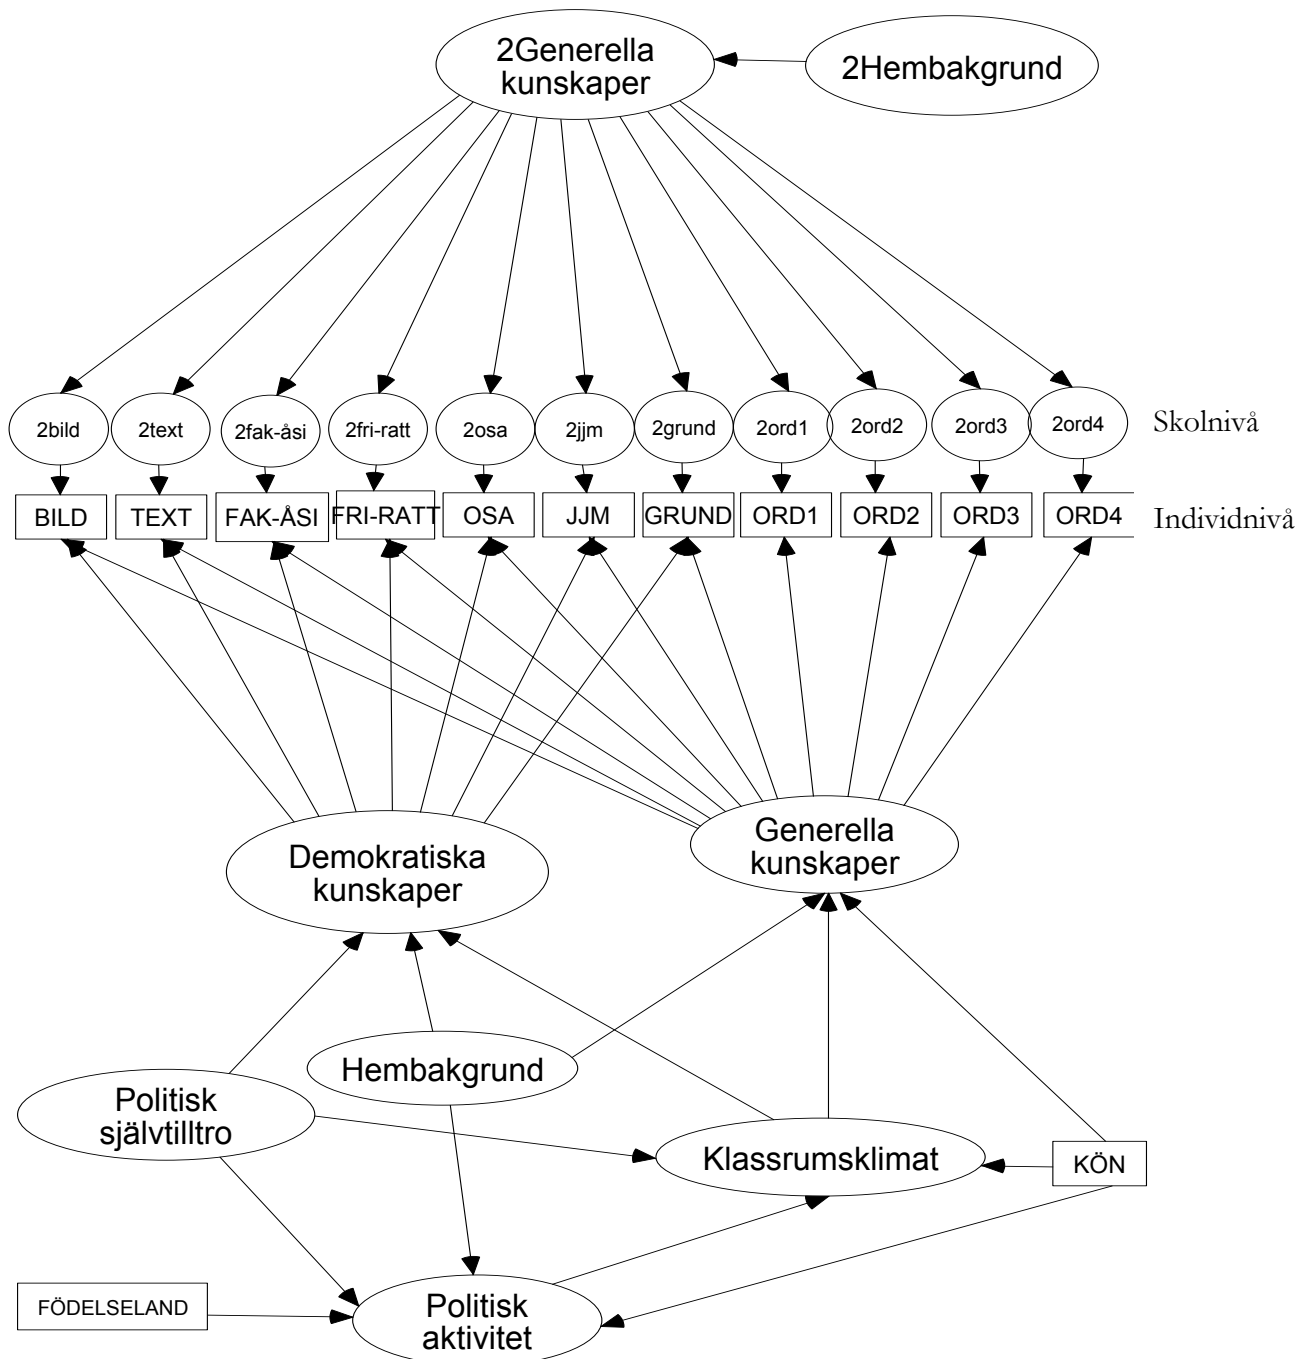 2Generella
kunskaper
2Hembakgrund
2bild 2text 2fak-åsi 2fri-ratt 2osa 2jjm 2grund 2ord1 2ord2 2ord3 2ord4 Skolnivå
BILD TEXT FAK-ÅSI FRI-RATT OSA JJM GRUND ORD1 ORD2 ORD3 ORD4 Individnivå
Generella
kunskaper
Demokratiska
kunskaper
Hembakgrund
Politisk
självtilltro
Klassrumsklimat
KÖN
FÖDELSELAND
Politisk
aktivitet